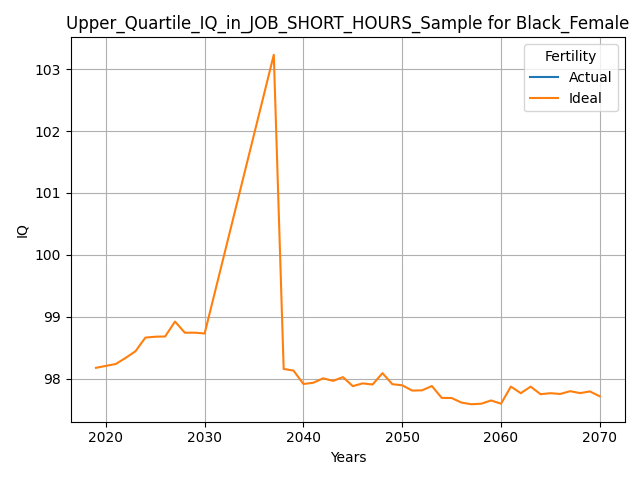 Upper_Quartile_IQ_in_JOB_SHORT_HOURS_Sample for Black_Female
Fertility
Actual
Ideal
103
102
101
100
99
98
IQ
2020 2030 2040 2050 2060 2070
Years